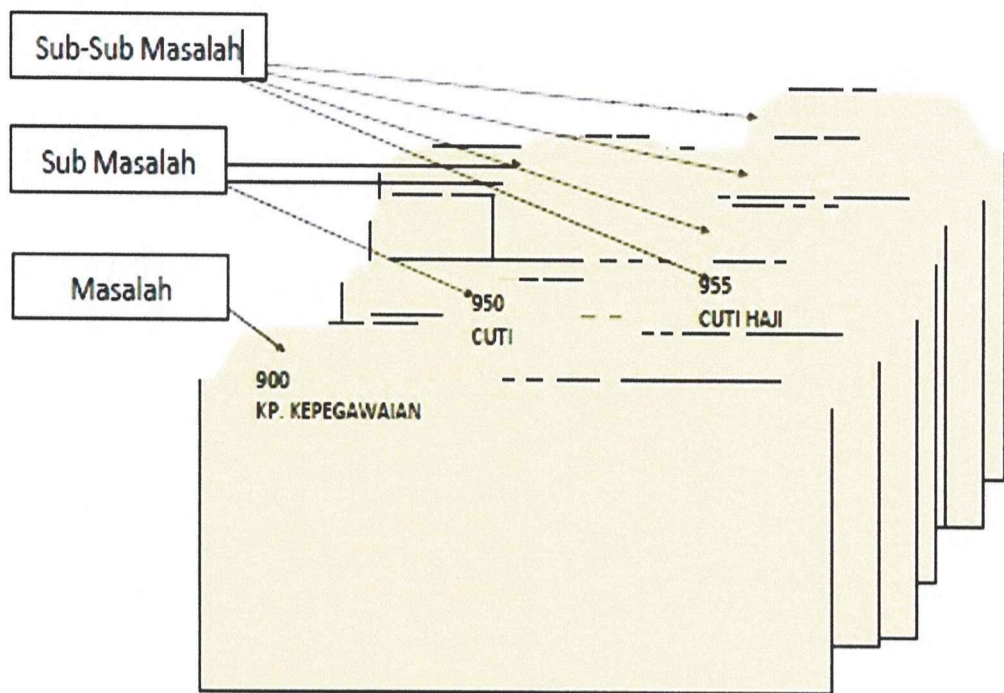 Sub-Sub Masalah
Sub Masalah
Masalah
955
CUTI HAJI
950
CUTI
900
KP. KEPEGAWAIAN